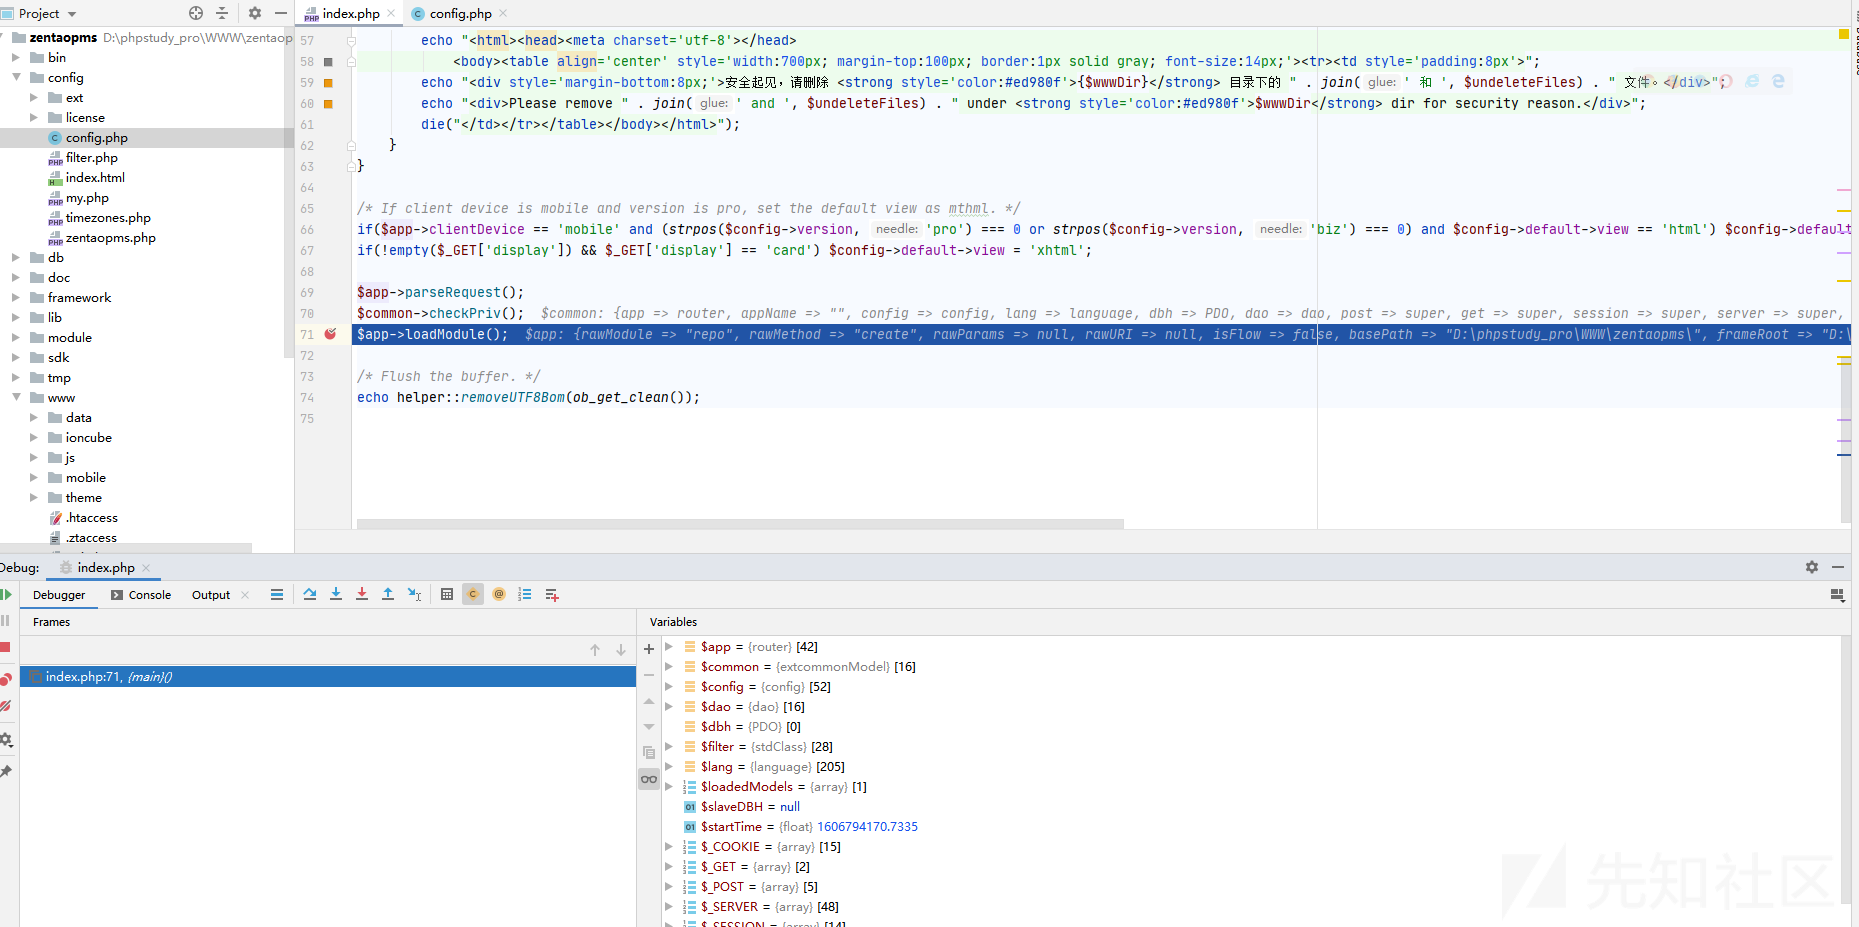 Project
index.php
config.php
zentaopms D:\phpstudy_pro\WWW\zentaop
bin
config
ext
license
config.php
filter.php
index.html
my.php
timezones.php
zentaopms.php
db
doc
framework
lib
module
sdk
tmp
www
data
ioncube
js
mobile
theme
.htaccess
.ztaccess
57 echo "<html><head><meta charset='utf-8'></head>
58 <body><table align='center' style='width:700px; margin-top:100px; border:1px solid gray; font-size:14px;'><tr><td style='padding:8px'>";
59 echo "<div style='margin-bottom:8px;'>安全起见，请删除 <strong style='color:#ed980f'>{$wwwDir}</strong> 目录下的 " . join( glue: ' 和 ', $undeleteFiles) . " 文件。</div>";
60 echo "<div>Please remove " . join( glue: ' and ', $undeleteFiles) . " under <strong style='color:#ed980f'>$wwwDir</strong> dir for security reason.</div>";
61 die("</td></tr></table></body></html>");
62 }
63 }
64
65 /* If client device is mobile and version is pro, set the default view as mthml. */
66 if($app->clientDevice == 'mobile' and (strpos($config->version, needle: 'pro') === 0 or strpos($config->version, needle: 'biz') === 0) and $config->default->view == 'html') $config->default
67 if(!empty($_GET['display']) && $_GET['display'] == 'card') $config->default->view = 'xhtml';
68
69 $app->parseRequest();
70 $common->checkPriv(); $common: {app => router, appName => "", config => config, lang => language, dbh => PDO, dao => dao, post => super, get => super, session => super, server => super,
71 $app->loadModule(); $app: {rawModule => "repo", rawMethod => "create", rawParams => null, rawURI => null, isFlow => false, basePath => "D:\phpstudy_pro\WWW\zentaopms\", frameRoot => "D:\
72
73 /* Flush the buffer. */
74 echo helper::removeUTF8Bom(ob_get_clean());
75
Debug: index.php
Debugger Console Output
Frames
index.php:71, {main}()
Variables
$app = {router} [42]
$common = {extcommonModel} [16]
$config = {config} [52]
$dao = {dao} [16]
$dbh = {PDO} [0]
$filter = {stdClass} [28]
$lang = {language} [205]
$loadedModels = {array} [1]
$slaveDBH = null
$startTime = {float} 1606794170.7335
$_COOKIE = {array} [15]
$_GET = {array} [2]
$_POST = {array} [5]
$_SERVER = {array} [48]
$_SESSION = {array} [14]
先知社区